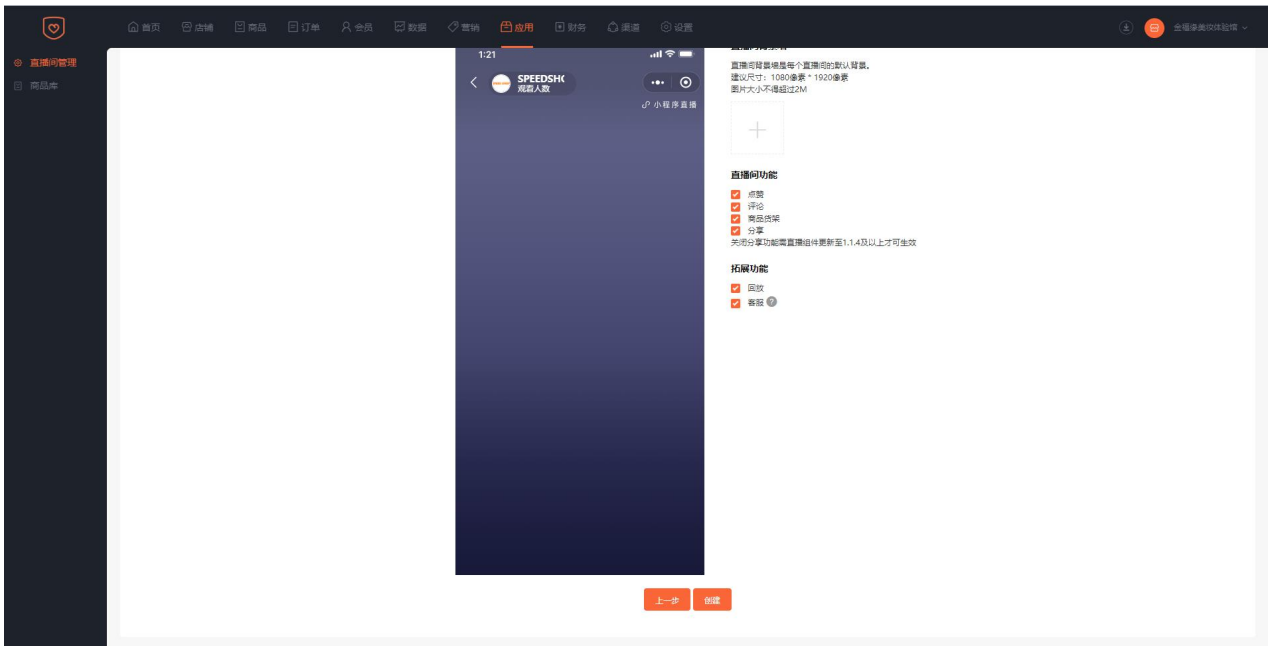 首页 店铺 商品 订单 会员 数据 营销 应用 财务 渠道 设置
直播间管理
商品库
1:21
SPEEDSH(
观看人数
小程序直播
直播间背景墙是每个直播间的默认背景。
建议尺寸：1080像素 * 1920像素
图片大小不得超过2M
直播间功能
点赞
评论
商品货架
分享
关闭分享功能需直播组件更新至1.1.4及以上才可生效
拓展功能
回放
客服 ?
上一步 创建